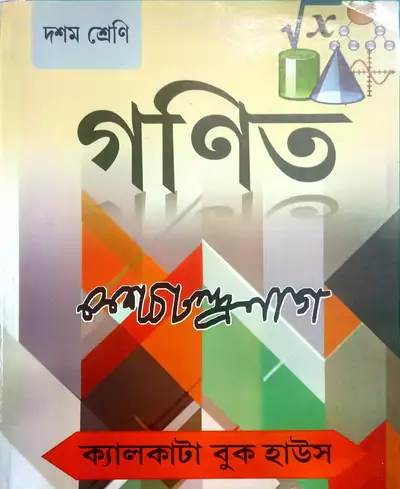 দশম শ্রেণি
√x
গণিত
কেশবচন্দ্র নাগ
ক্যালকাটা বুক হাউস